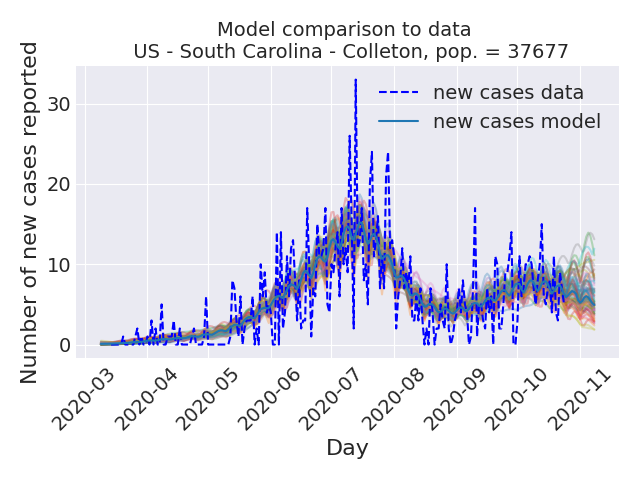 Model comparison to data
US - South Carolina - Colleton, pop. = 37677
Number of new cases reported
30
20
10
0
new cases data
new cases model
2020-03
2020-04
2020-05
2020-06
2020-07
2020-08
2020-09
2020-10
2020-11
Day